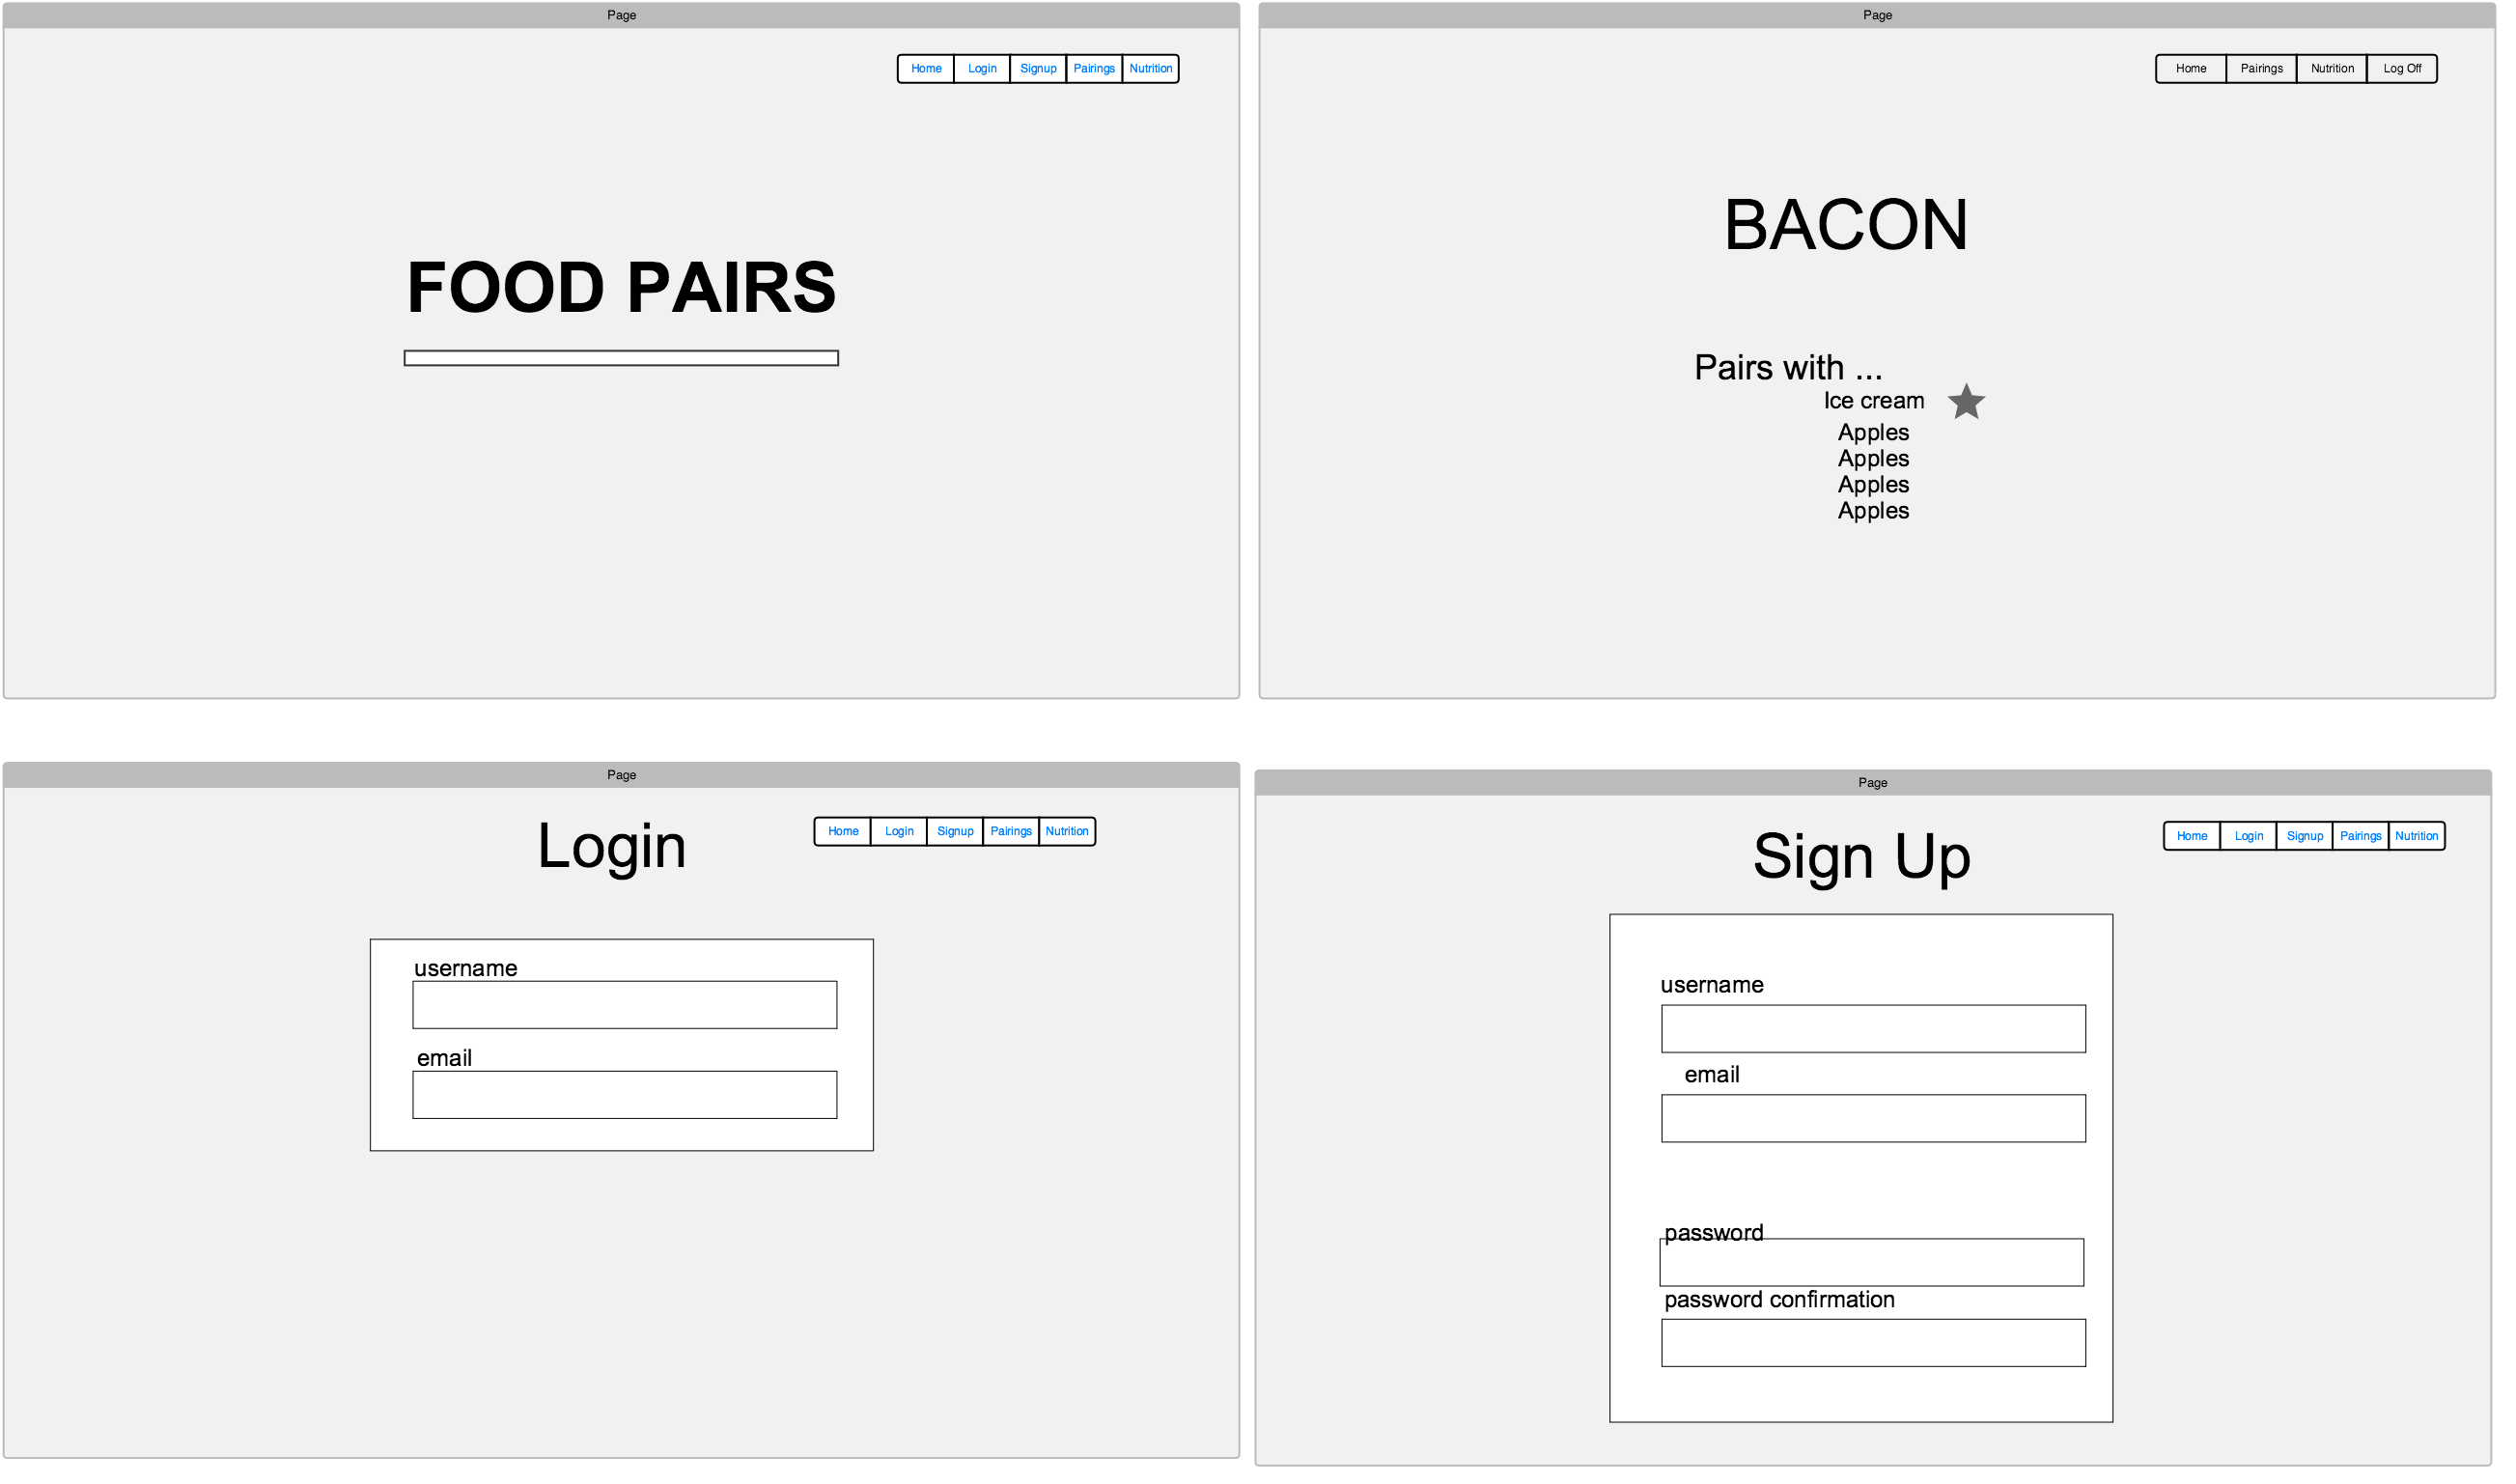 Page
Home Login Signup Pairings Nutrition
FOOD PAIRS
Page
Home Pairings Nutrition Log Off
BACON
Pairs with ...
Ice cream
Apples
Apples
Apples
Apples
Page
Login
Home Login Signup Pairings Nutrition
username
email
Page
Sign Up
Home Login Signup Pairings Nutrition
username
email
password
password confirmation